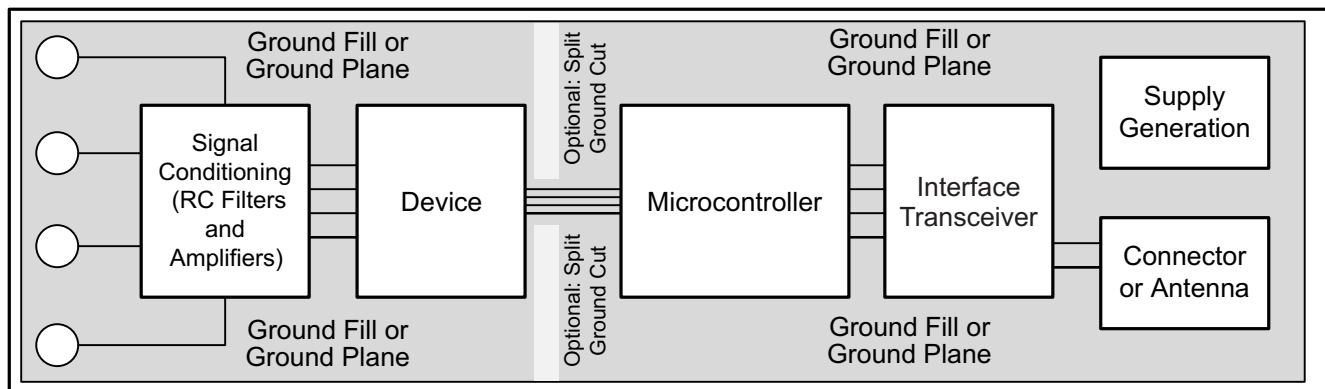 Ground Fill or
Ground Plane
Optional: Split
Ground Cut
Ground Fill or
Ground Plane
Signal
Conditioning
(RC Filters
and
Amplifiers)
Device
Microcontroller
Interface
Transceiver
Supply
Generation
Connector
or Antenna
Ground Fill or
Ground Plane
Optional: Split
Ground Cut
Ground Fill or
Ground Plane